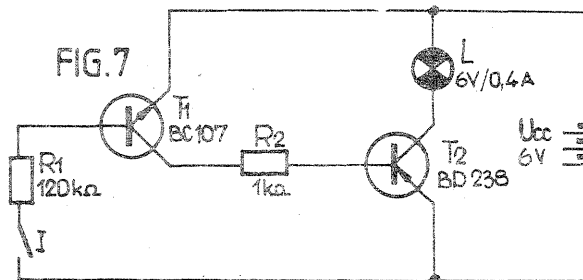 FIG.7
T1
BC107
R2
1kΩ
R1
120kΩ
I
L
6V/0,4A
T2
BD 238
Ucc
6V